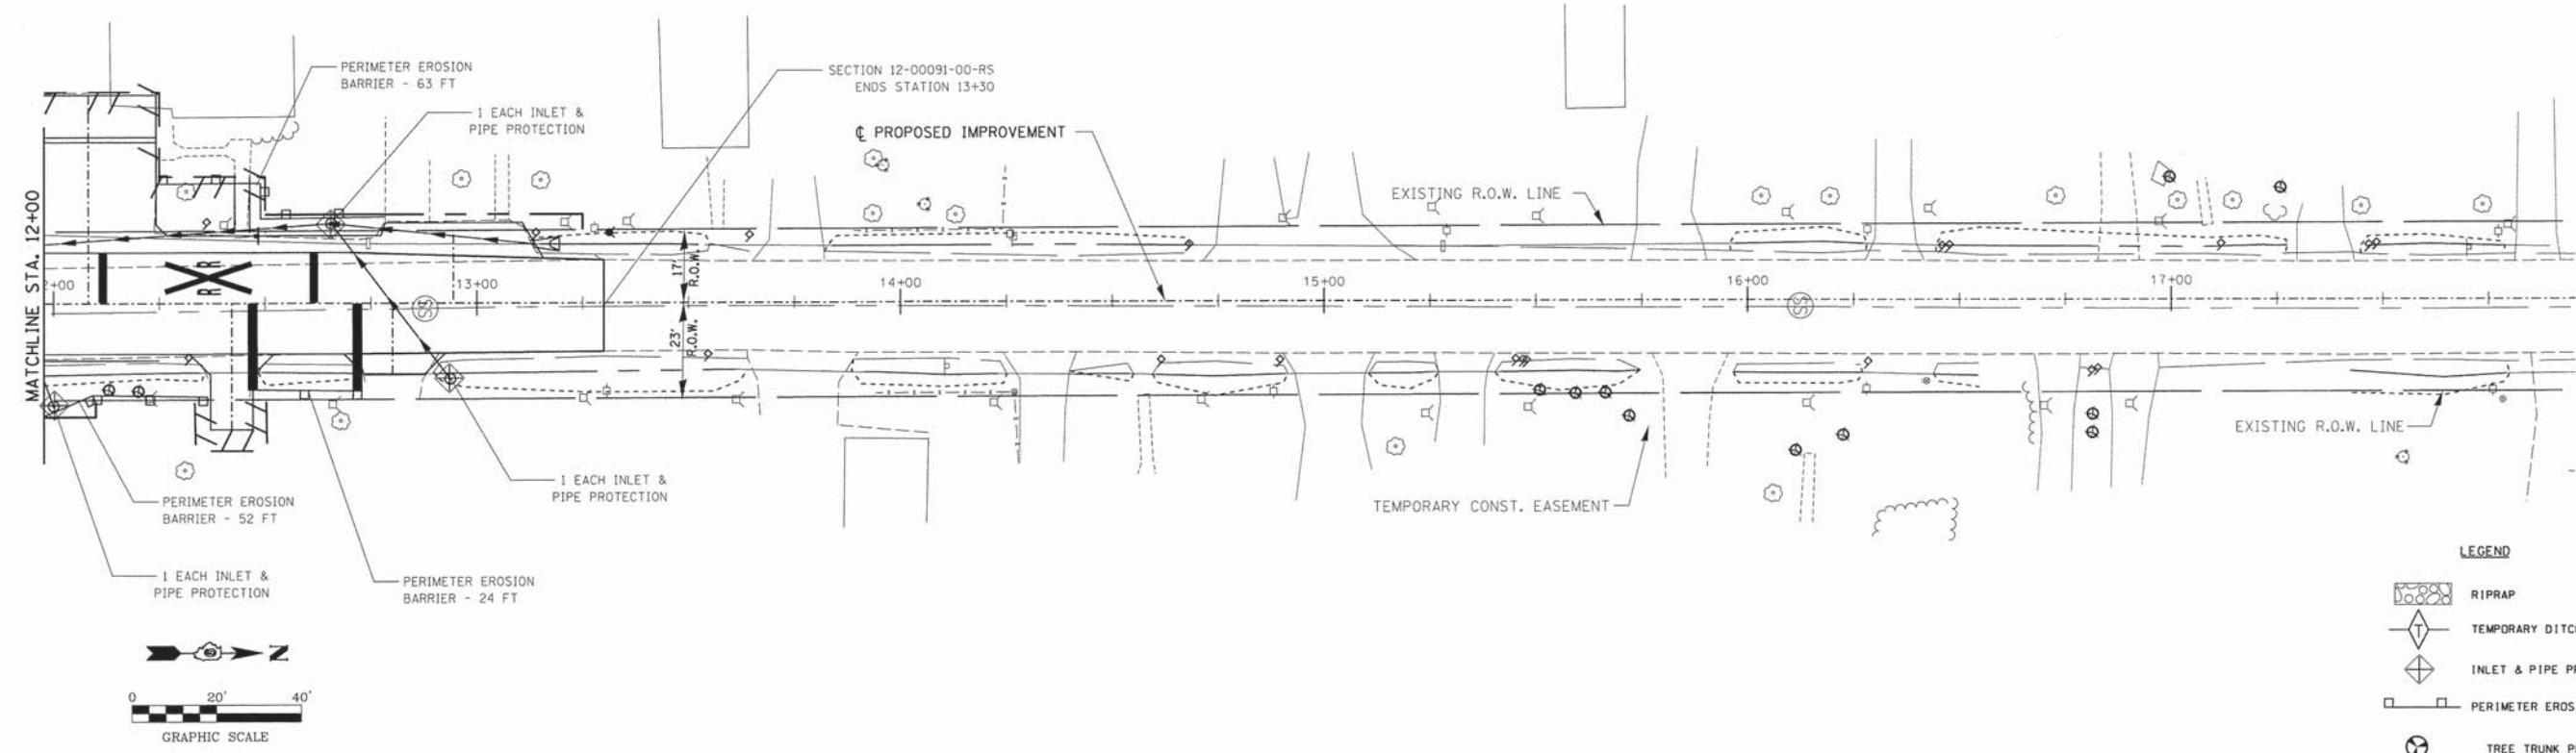 PERIMETER EROSION
BARRIER - 63 FT
1 EACH INLET &
PIPE PROTECTION
SECTION 12-00091-00-RS
ENDS STATION 13+30
℄ PROPOSED IMPROVEMENT
EXISTING R.O.W. LINE
MATCHLINE STA. 12+00
R R
2+00
13+00
14+00
15+00
16+00
17+00
SS
SS
17'
R.O.W.
23'
R.O.W.
EXISTING R.O.W. LINE
TEMPORARY CONST. EASEMENT
1 EACH INLET &
PIPE PROTECTION
PERIMETER EROSION
BARRIER - 52 FT
1 EACH INLET &
PIPE PROTECTION
PERIMETER EROSION
BARRIER - 24 FT
N
0 20' 40'
GRAPHIC SCALE
LEGEND
RIPRAP
T TEMPORARY DITC
INLET & PIPE P
PERIMETER EROS
TREE TRUNK P